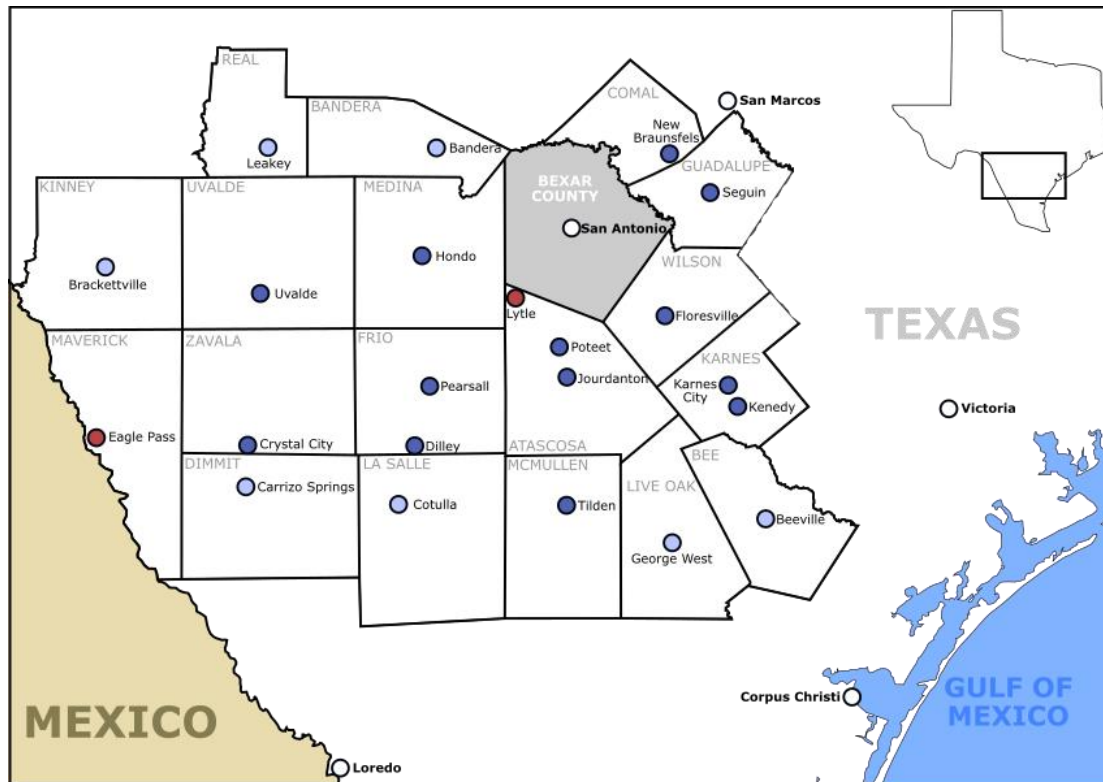 REAL
BANDERA
COMAL
San Marcos
New
Braunsfels
Leakey
Bandera
GUADALUPE
KINNEY
UVALDE
MEDINA
BEXAR
COUNTY
Seguin
San Antonio
Hondo
WILSON
Brackettville
Uvalde
Lytle
Floresville
TEXAS
MAVERICK
ZAVALA
FRIO
Poteet
KARNES
Jourdanton
Pearsall
Karnes
City
Kenedy
Victoria
Eagle Pass
Crystal City
Dilley
ATASCOSA
BEE
DIMMIT
LA SALLE
MCMULLEN
LIVE OAK
Carrizo Springs
Cotulla
Tilden
Beeville
George West
Corpus Christi
GULF OF
MEXICO
MEXICO
Loredo